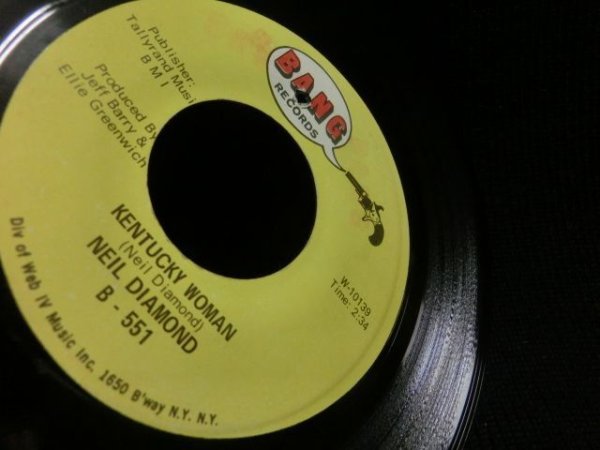 BANG
RECORDS
Publisher:
Tallyrand Musi
B M I
Produced By
Jeff Barry &
Ellie Greenwich
W-10139
Time: 2:34
KENTUCKY WOMAN
(Neil Diamond)
NEIL DIAMOND
B - 551
Div of Web IV Music Inc. 1650 B'way N.Y. N.Y.